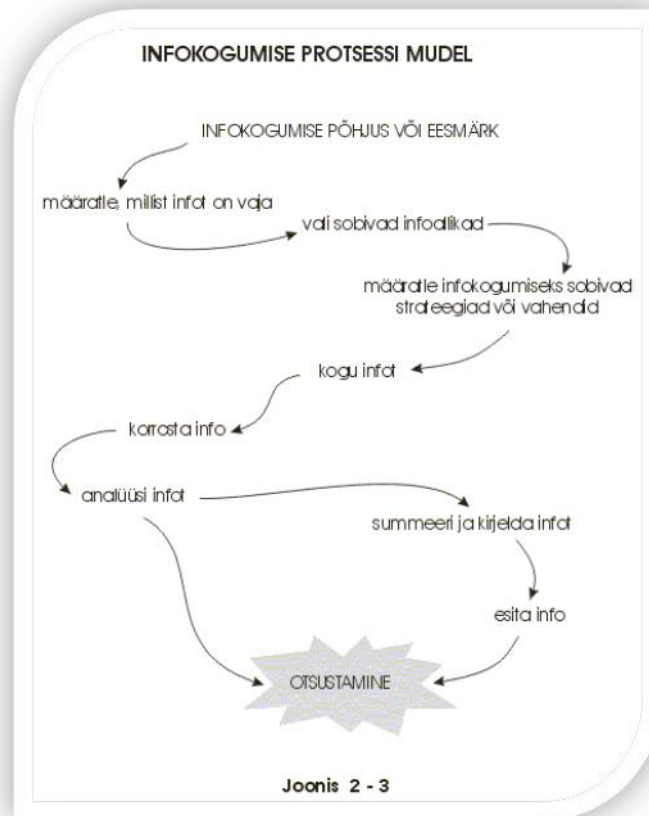 INFOKOGUMISE PROTSESSI MUDEL
INFOKOGUMISE PÕHJUS VÕI EESMÄRK
määratle, millist infot on vaja
vali sobivad infoallikad
määratle infokogumiseks sobivad
strateegiad või vahendid
kogu infot
korrasta info
analüüsi infot
summeeri ja kirjelda infot
esita info
OTSUSTAMINE
Joonis 2 - 3